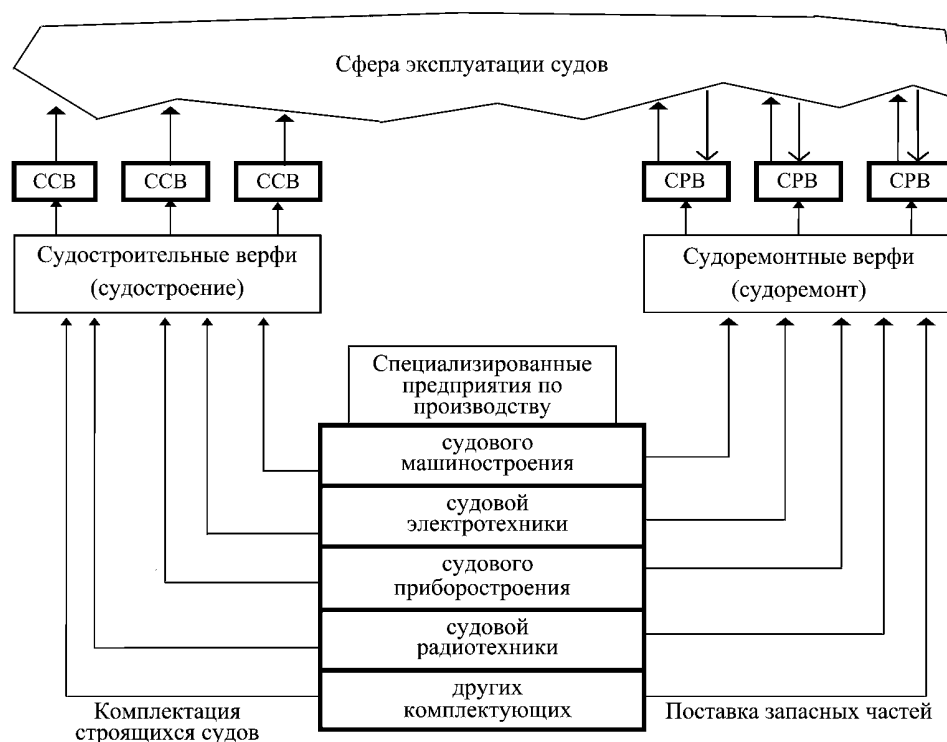 Сфера эксплуатации судов
ССВ
ССВ
ССВ
СРВ
СРВ
СРВ
Судостроительные верфи
(судостроение)
Судоремонтные верфи
(судоремонт)
Специализированные
предприятия по
производству
судового
машиностроения
судовой
электротехники
судового
приборостроения
судовой
радиотехники
других
комплектующих
Комплектация
строящихся судов
Поставка запасных частей